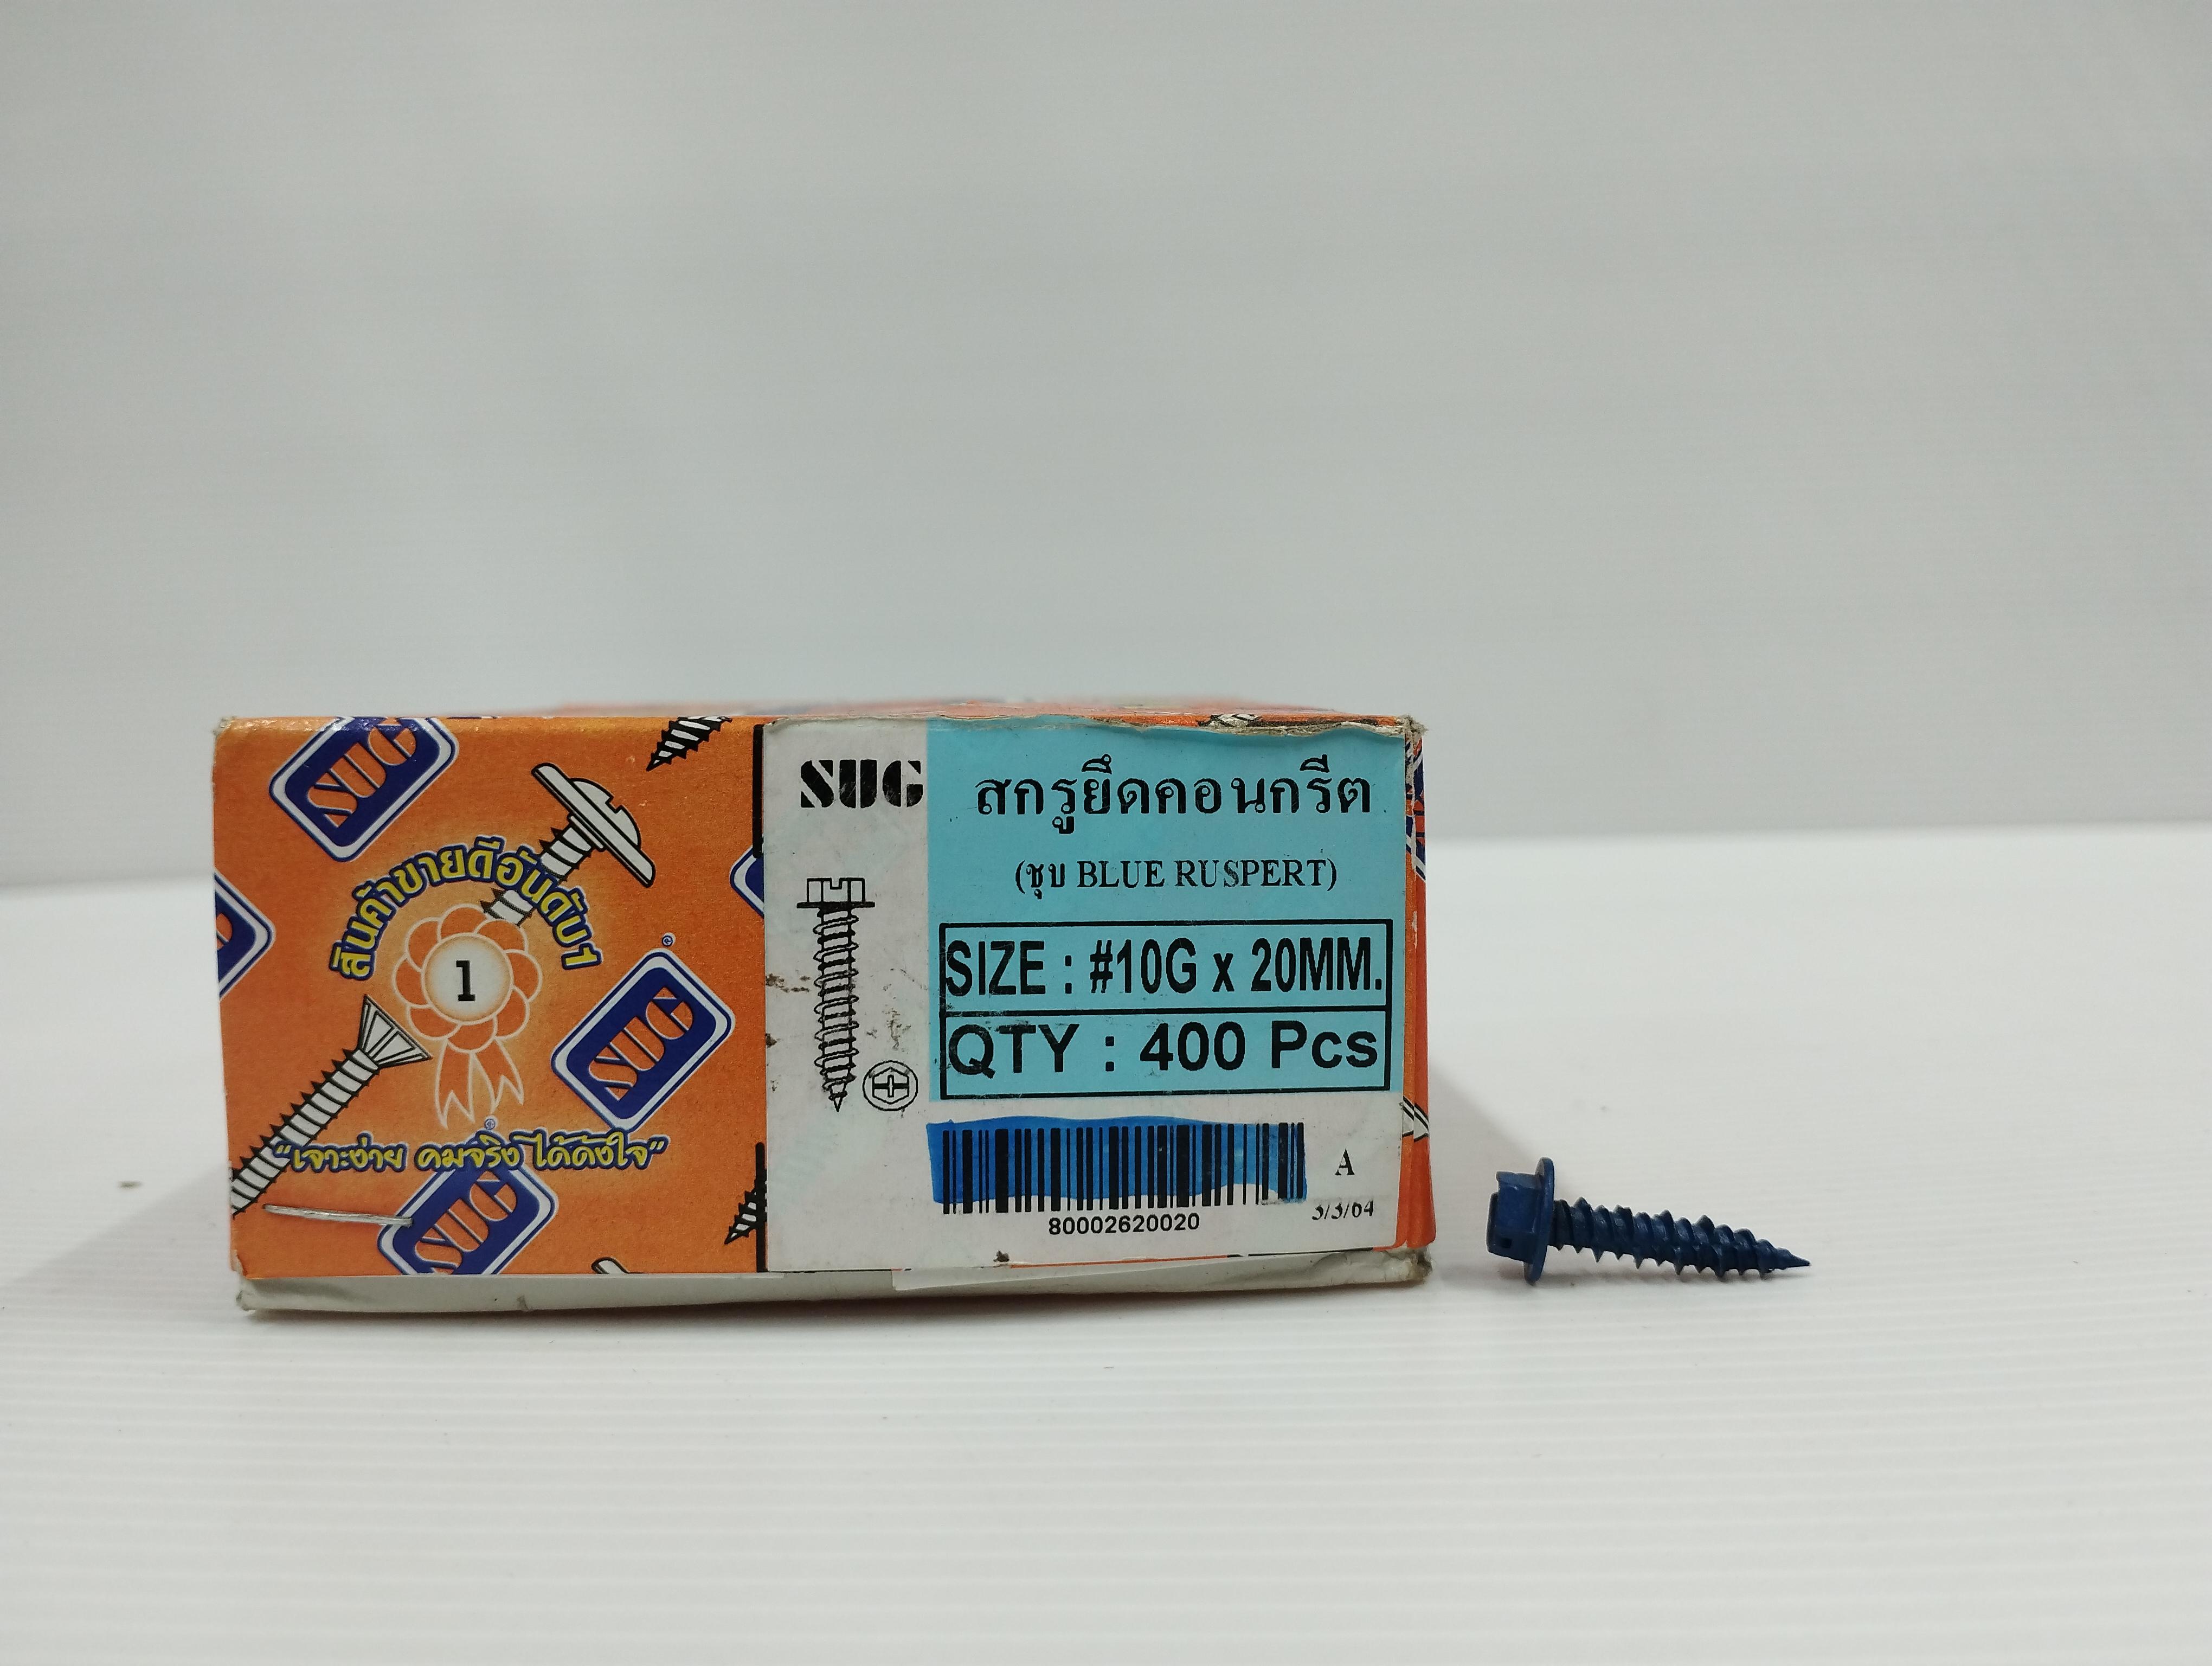 SUG
สินค้าขายดีอันดับ1
1
SUG
"เจาะง่าย คมจริง ได้ดังใจ"
SUG
SUG
สกรูยึดคอนกรีต
(ชุบ BLUE RUSPERT)
SIZE : #10G x 20MM.
QTY : 400 Pcs
A
80002620020
3/3/64